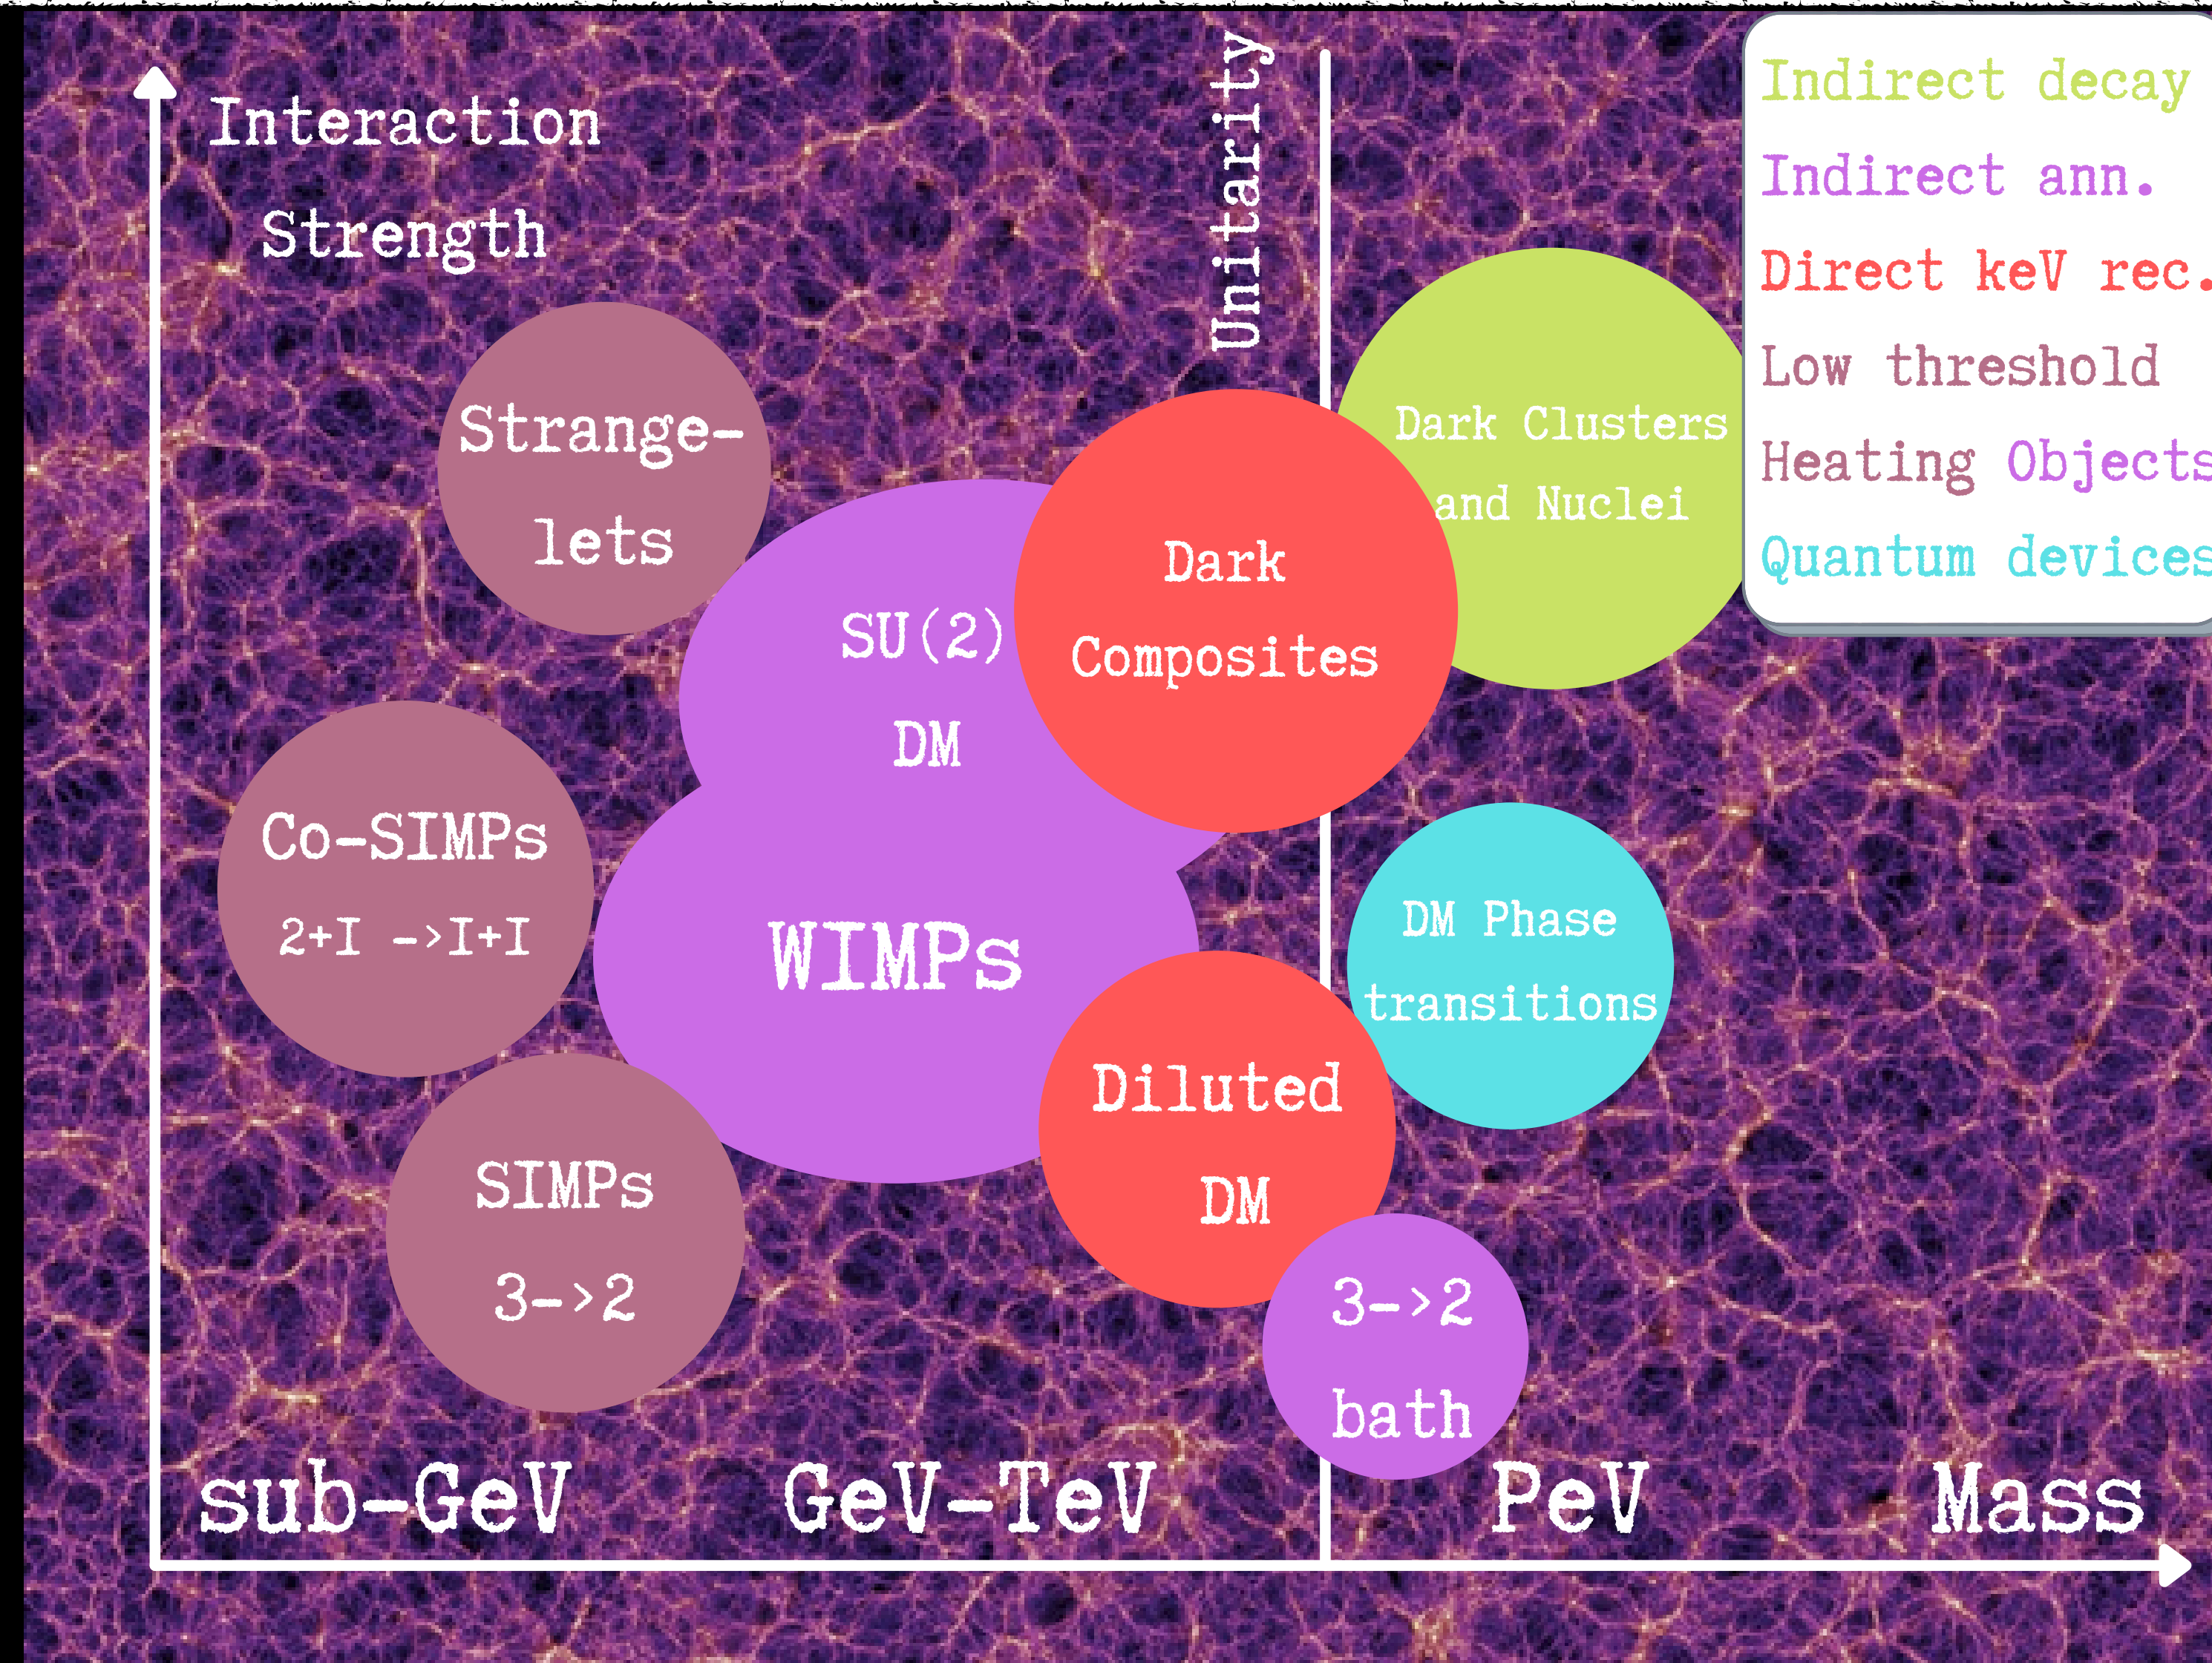 Interaction
Strength
Unitarity
Indirect decay
Indirect ann.
Direct keV rec.
Low threshold
Heating Objects
Quantum devices
Strange-
lets
Dark Clusters
and Nuclei
Dark
Composites
SU(2)
DM
Co-SIMPs
2+I ->I+I
WIMPs
DM Phase
transitions
Diluted
DM
SIMPs
3->2
3->2
bath
sub-GeV
GeV-TeV
PeV
Mass